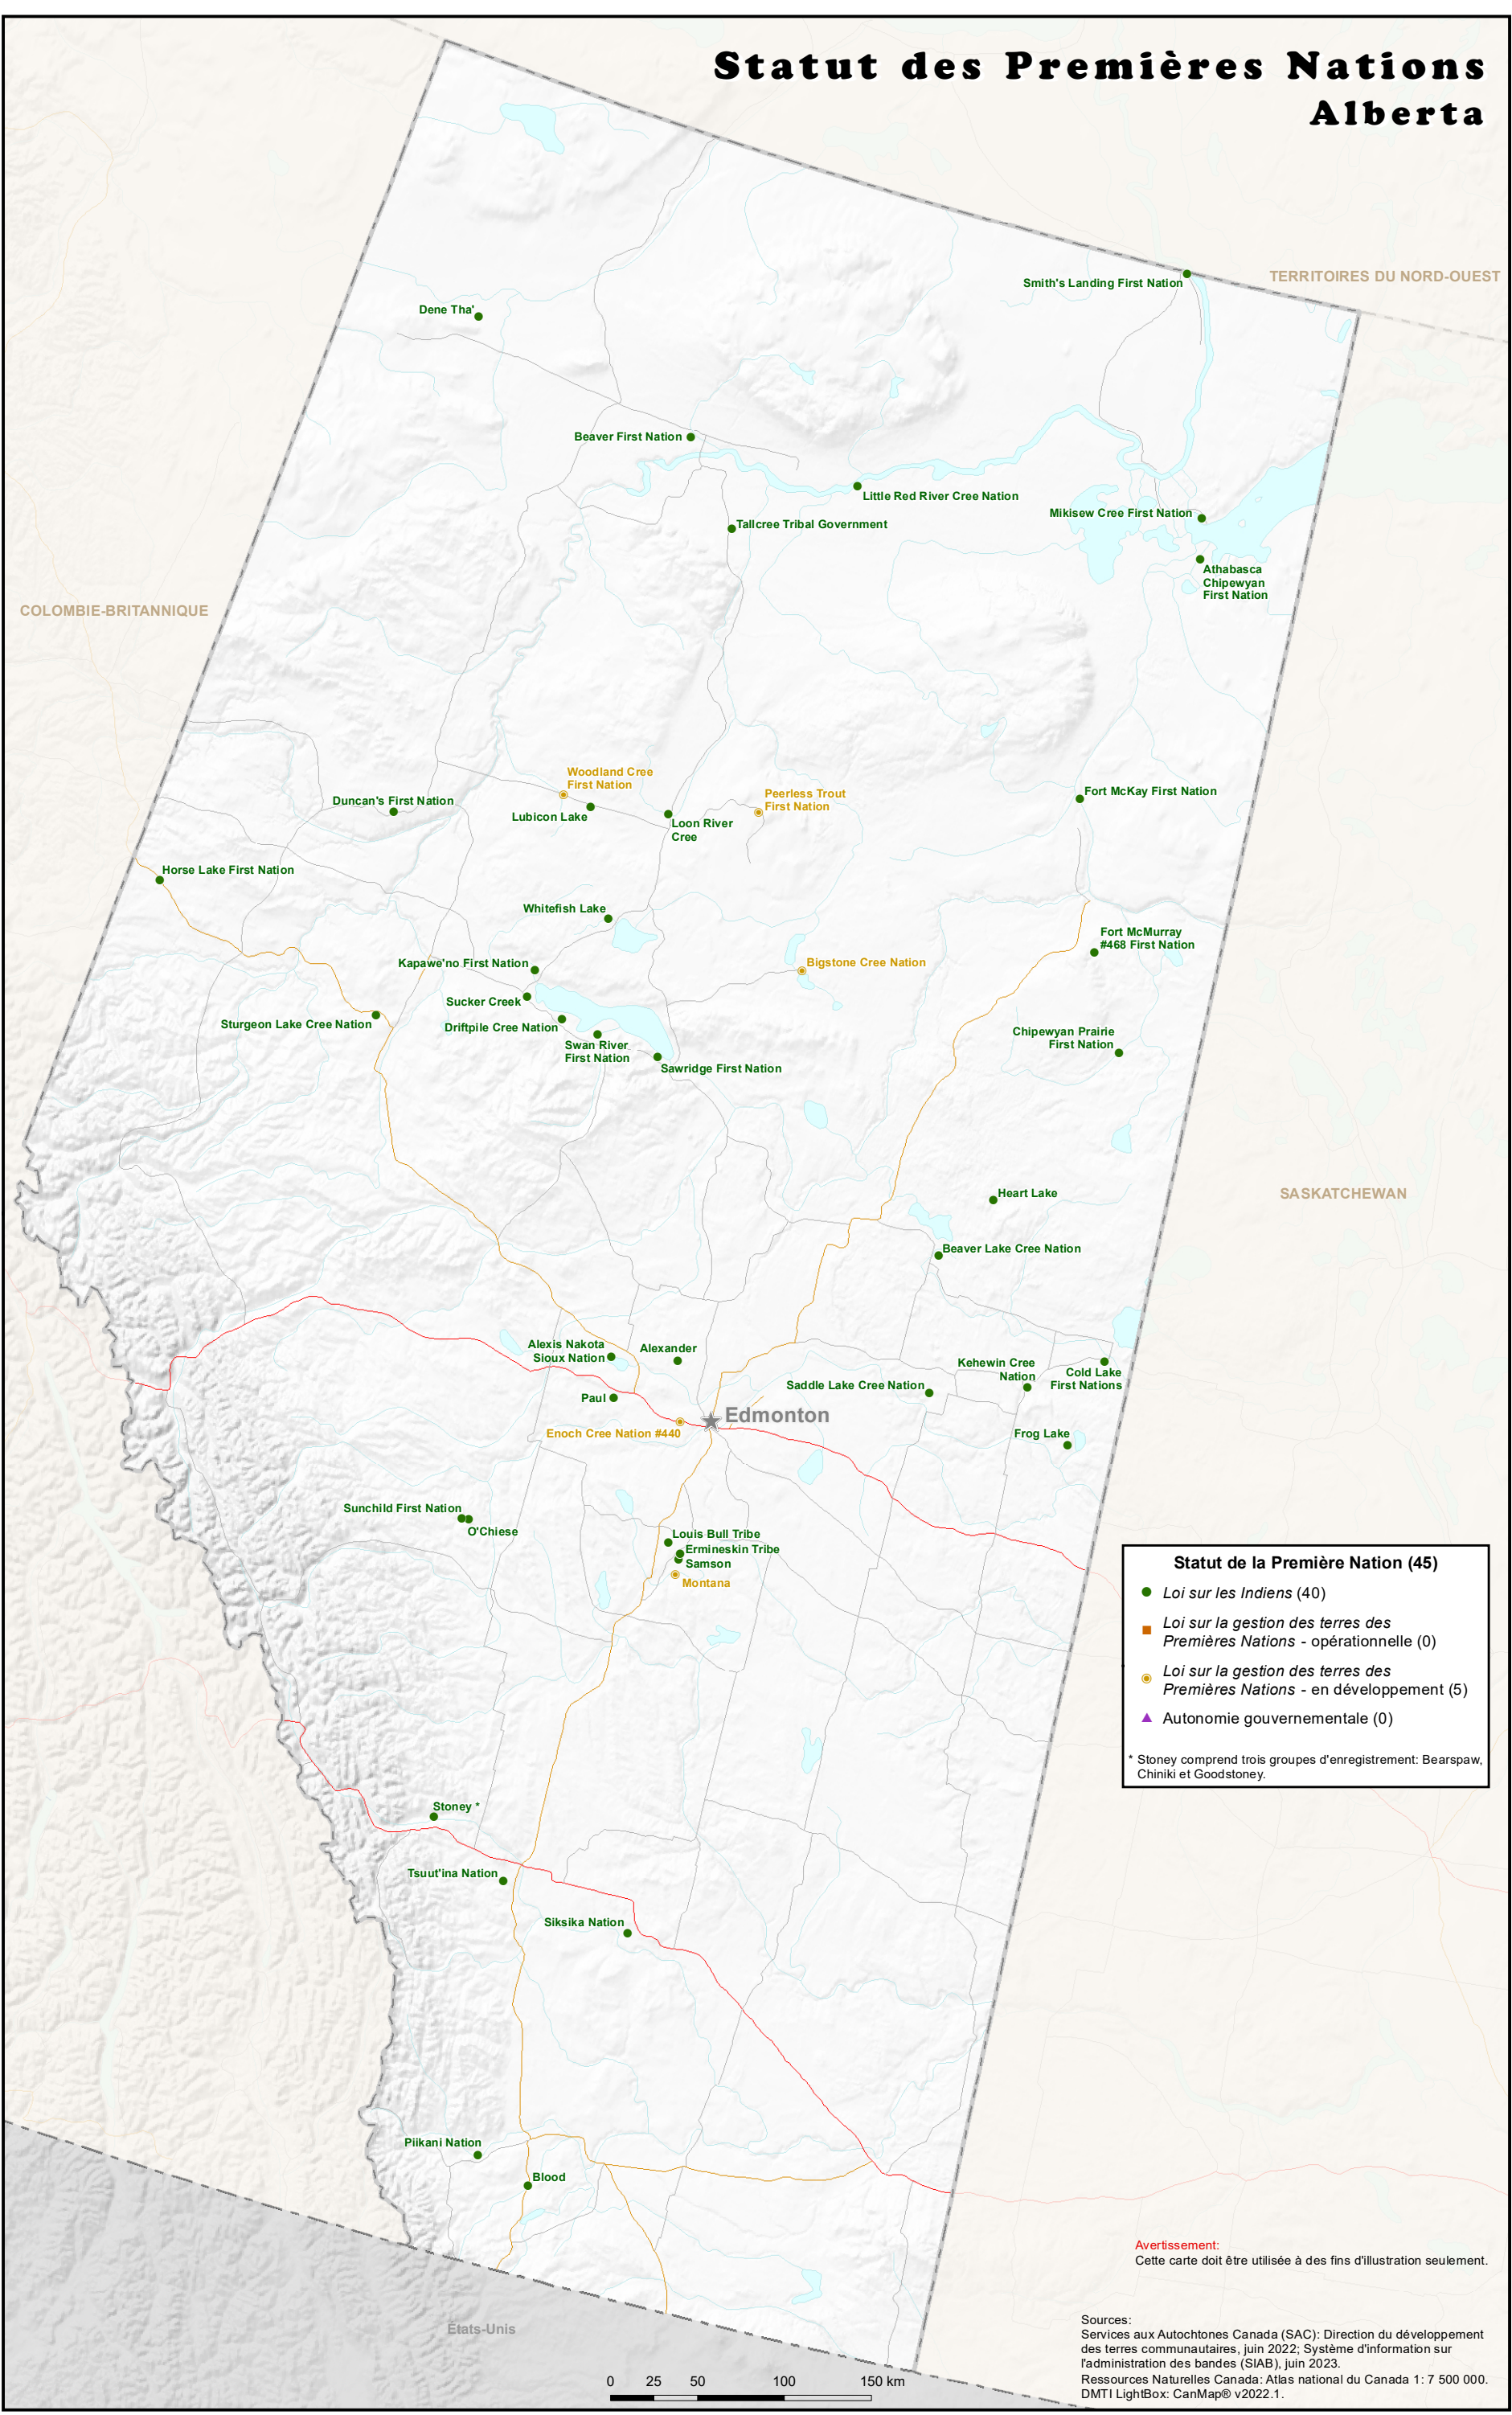 Statut des Premières Nations
Alberta
TERRITOIRES DU NORD-OUEST
Smith's Landing First Nation
Dene Tha'
Beaver First Nation
Little Red River Cree Nation
Mikisew Cree First Nation
Tallcree Tribal Government
Athabasca
Chipewyan
First Nation
COLOMBIE-BRITANNIQUE
Woodland Cree
First Nation
Peerless Trout
First Nation
Fort McKay First Nation
Duncan's First Nation
Lubicon Lake
Loon River
Cree
Horse Lake First Nation
Whitefish Lake
Fort McMurray
#468 First Nation
Kapawe'no First Nation
Bigstone Cree Nation
Sucker Creek
Sturgeon Lake Cree Nation
Driftpile Cree Nation
Swan River
First Nation
Chipewyan Prairie
First Nation
Sawridge First Nation
Heart Lake
SASKATCHEWAN
Beaver Lake Cree Nation
Alexis Nakota
Sioux Nation
Alexander
Kehewin Cree
Nation
Cold Lake
First Nations
Saddle Lake Cree Nation
Paul
Edmonton
Enoch Cree Nation #440
Frog Lake
Sunchild First Nation
O'Chiese
Louis Bull Tribe
Ermineskin Tribe
Samson
Montana
Statut de la Première Nation (45)
Loi sur les Indiens (40)
Loi sur la gestion des terres des
Premières Nations - opérationnelle (0)
Loi sur la gestion des terres des
Premières Nations - en développement (5)
Autonomie gouvernementale (0)
* Stoney comprend trois groupes d'enregistrement: Bearspaw,
Chiniki et Goodstoney.
Stoney *
Tsuut'ina Nation
Siksika Nation
Piikani Nation
Blood
Avertissement:
Cette carte doit être utilisée à des fins d'illustration seulement.
États-Unis
Sources:
Services aux Autochtones Canada (SAC): Direction du développement
des terres communautaires, juin 2022; Système d'information sur
l'administration des bandes (SIAB), juin 2023.
Ressources Naturelles Canada: Atlas national du Canada 1: 7 500 000.
DMTI LightBox: CanMap® v2022.1.
0 25 50 100 150 km